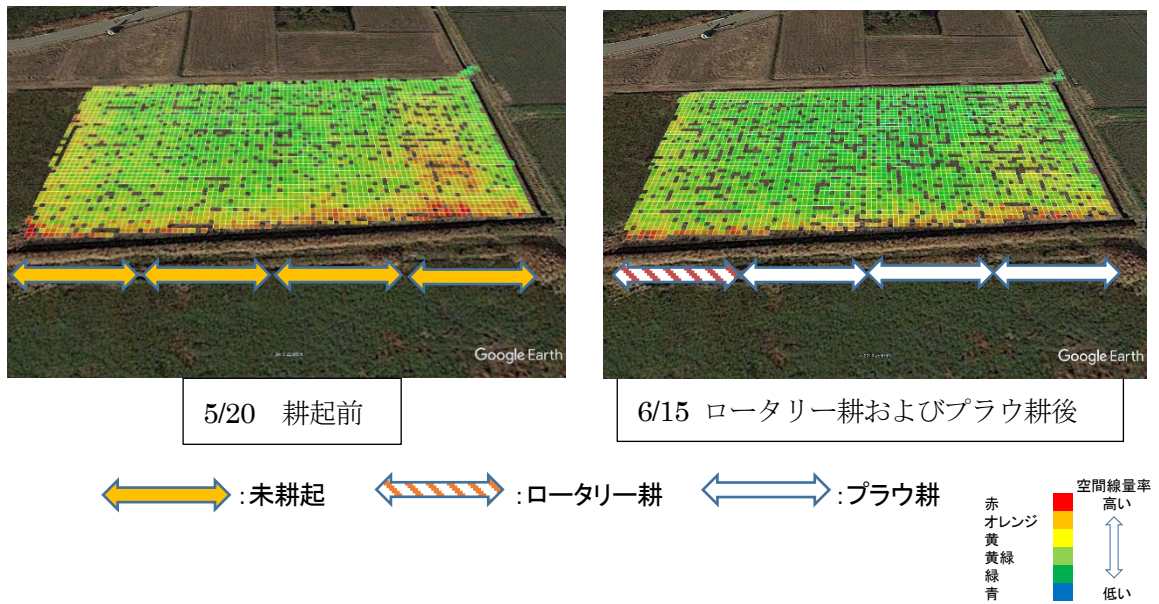 Google Earth
Google Earth
5/20 耕起前
6/15 ロータリー耕およびプラウ耕後
:未耕起
:ロータリー耕
:プラウ耕
空間線量率
赤 高い
オレンジ
黄
黄緑
緑
青 低い